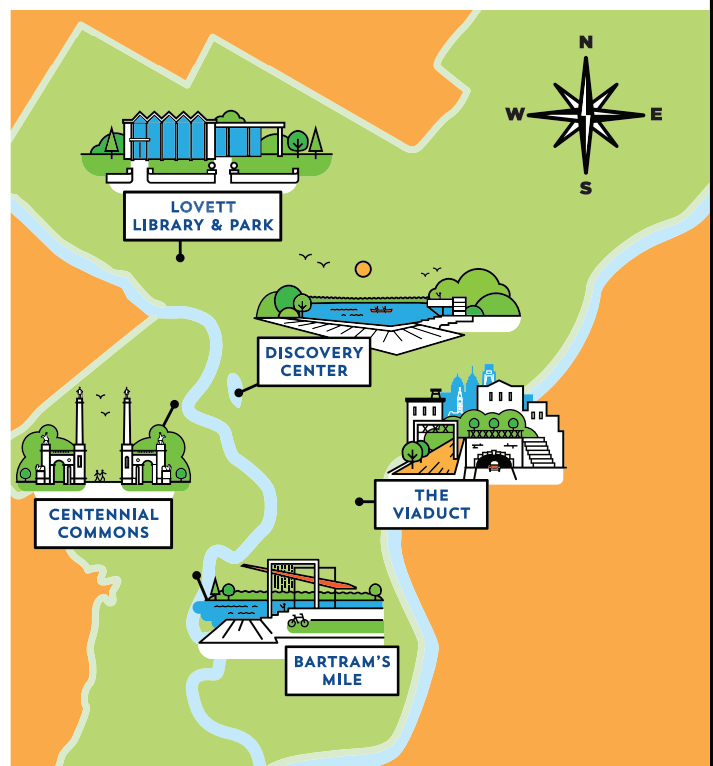 N
W
E
S
LOVETT
LIBRARY & PARK
DISCOVERY
CENTER
THE
VIADUCT
CENTENNIAL
COMMONS
BARTRAM'S
MILE